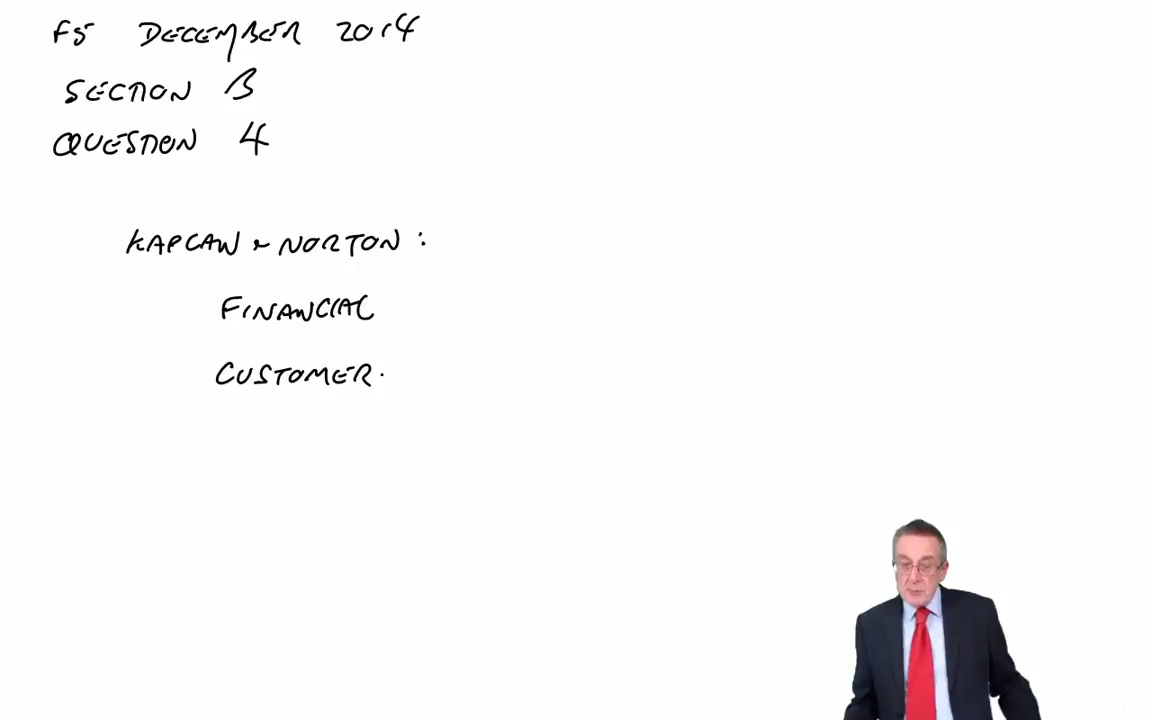 F5 DECEMBER 2014
SECTION B
QUESTION 4
KAPLAN & NORTON :
FINANCIAL
CUSTOMER.